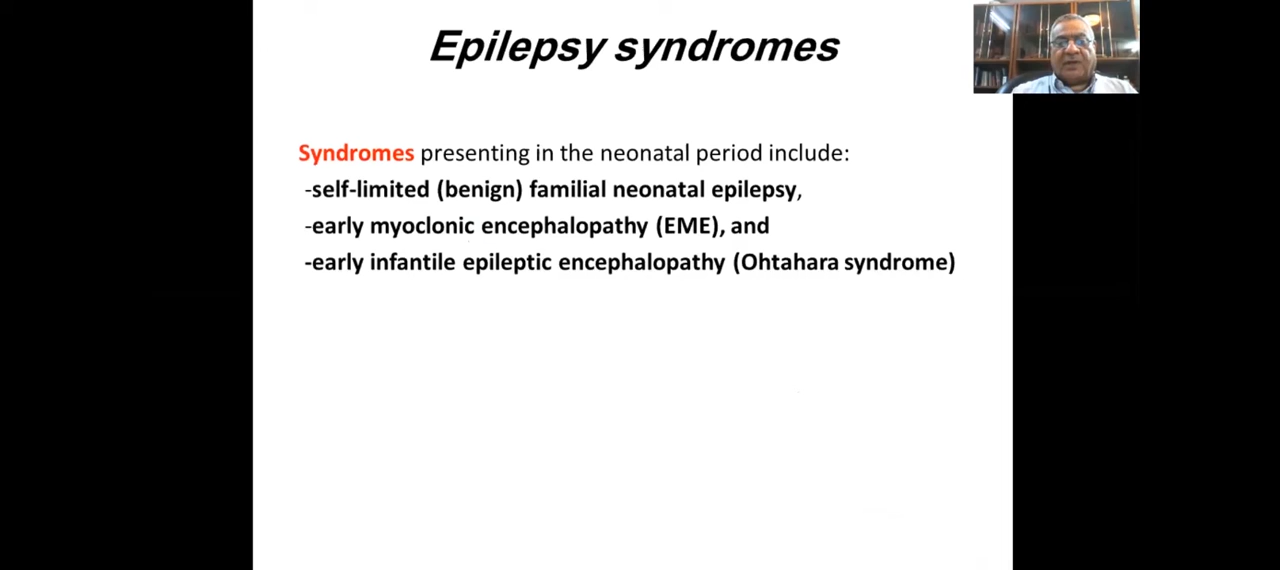 Epilepsy syndromes
Syndromes presenting in the neonatal period include:
-self-limited (benign) familial neonatal epilepsy,
-early myoclonic encephalopathy (EME), and
-early infantile epileptic encephalopathy (Ohtahara syndrome)